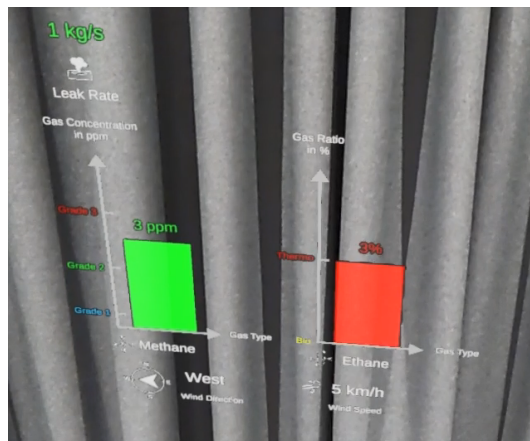 1 kg/s
Leak Rate
Gas Concentration
in ppm
Grade 3
3 ppm
Grade 2
Grade 1
Gas Type
Methane
West
Wind Direction
Gas Ratio
in %
3%
Thermo
Bio
Gas Type
Ethane
5 km/h
Wind Speed